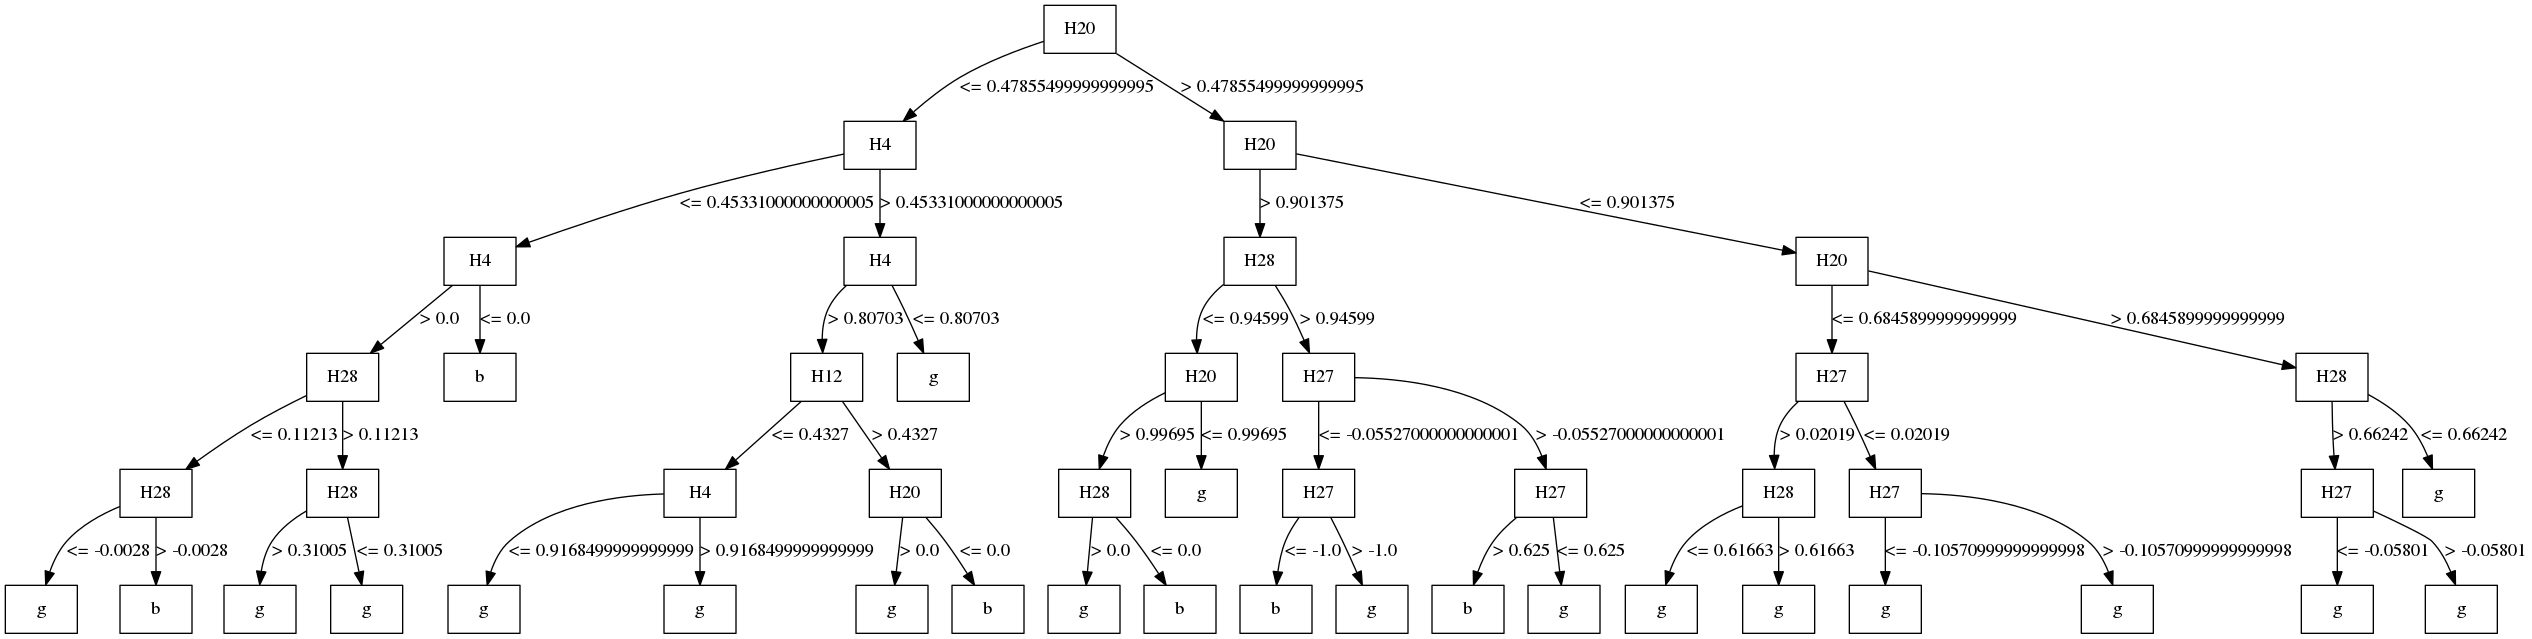 H20
<= 0.47855499999999995 > 0.47855499999999995
H4 H20
<= 0.45331000000000005 > 0.45331000000000005 > 0.901375 <= 0.901375
H4 H4 H28 H20
> 0.0 <= 0.0 > 0.80703 <= 0.80703 <= 0.94599 > 0.94599 <= 0.6845899999999999 > 0.6845899999999999
H28 b H12 g H20 H27 H27 H28
<= 0.11213 > 0.11213 <= 0.4327 > 0.4327 > 0.99695 <= 0.99695 <= -0.05527000000000001 > -0.05527000000000001 > 0.02019 <= 0.02019 > 0.66242 <= 0.66242
H28 H28 H4 H20 H28 g H27 H27 H28 H27 H27 g
<= -0.0028 > -0.0028 > 0.31005 <= 0.31005 <= 0.9168499999999999 > 0.9168499999999999 > 0.0 <= 0.0 > 0.0 <= 0.0 <= -1.0 > -1.0 > 0.625 <= 0.625 <= 0.61663 > 0.61663 <= -0.10570999999999998 > -0.10570999999999998 <= -0.05801 > -0.05801
g b g g g g g b g b b g b g g g g g g g